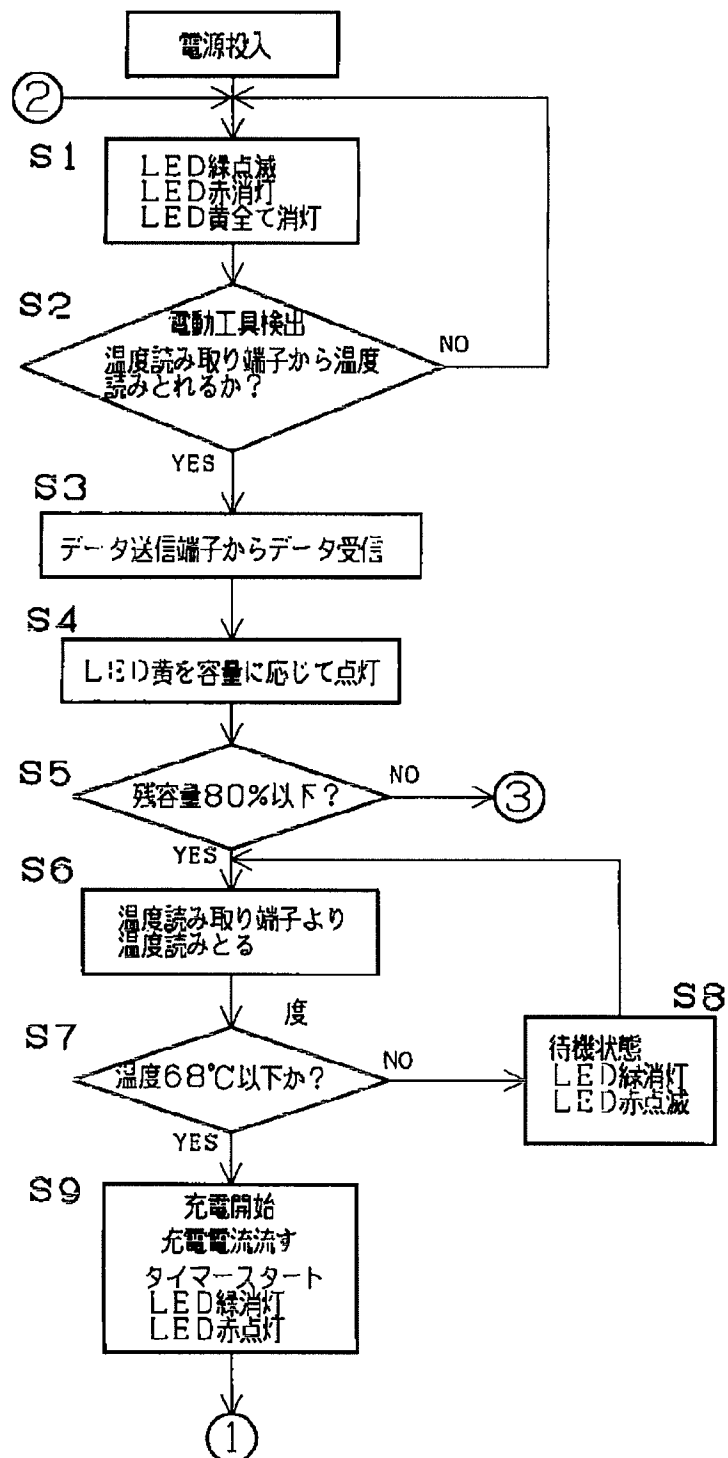 電源投入
②
S1
LED緑点滅
LED赤消灯
LED黄全て消灯
S2
電動工具検出
温度読み取り端子から温度
読みとれるか?
NO
YES
S3
データ送信端子からデータ受信
S4
LED黄を容量に応じて点灯
S5
残容量80%以下?
NO
③
YES
S6
温度読み取り端子より
温度読みとる
度
S7
温度68℃以下か?
NO
S8
待機状態
LED緑消灯
LED赤点滅
YES
S9
充電開始
充電電流流す
タイマースタート
LED緑消灯
LED赤点灯
①